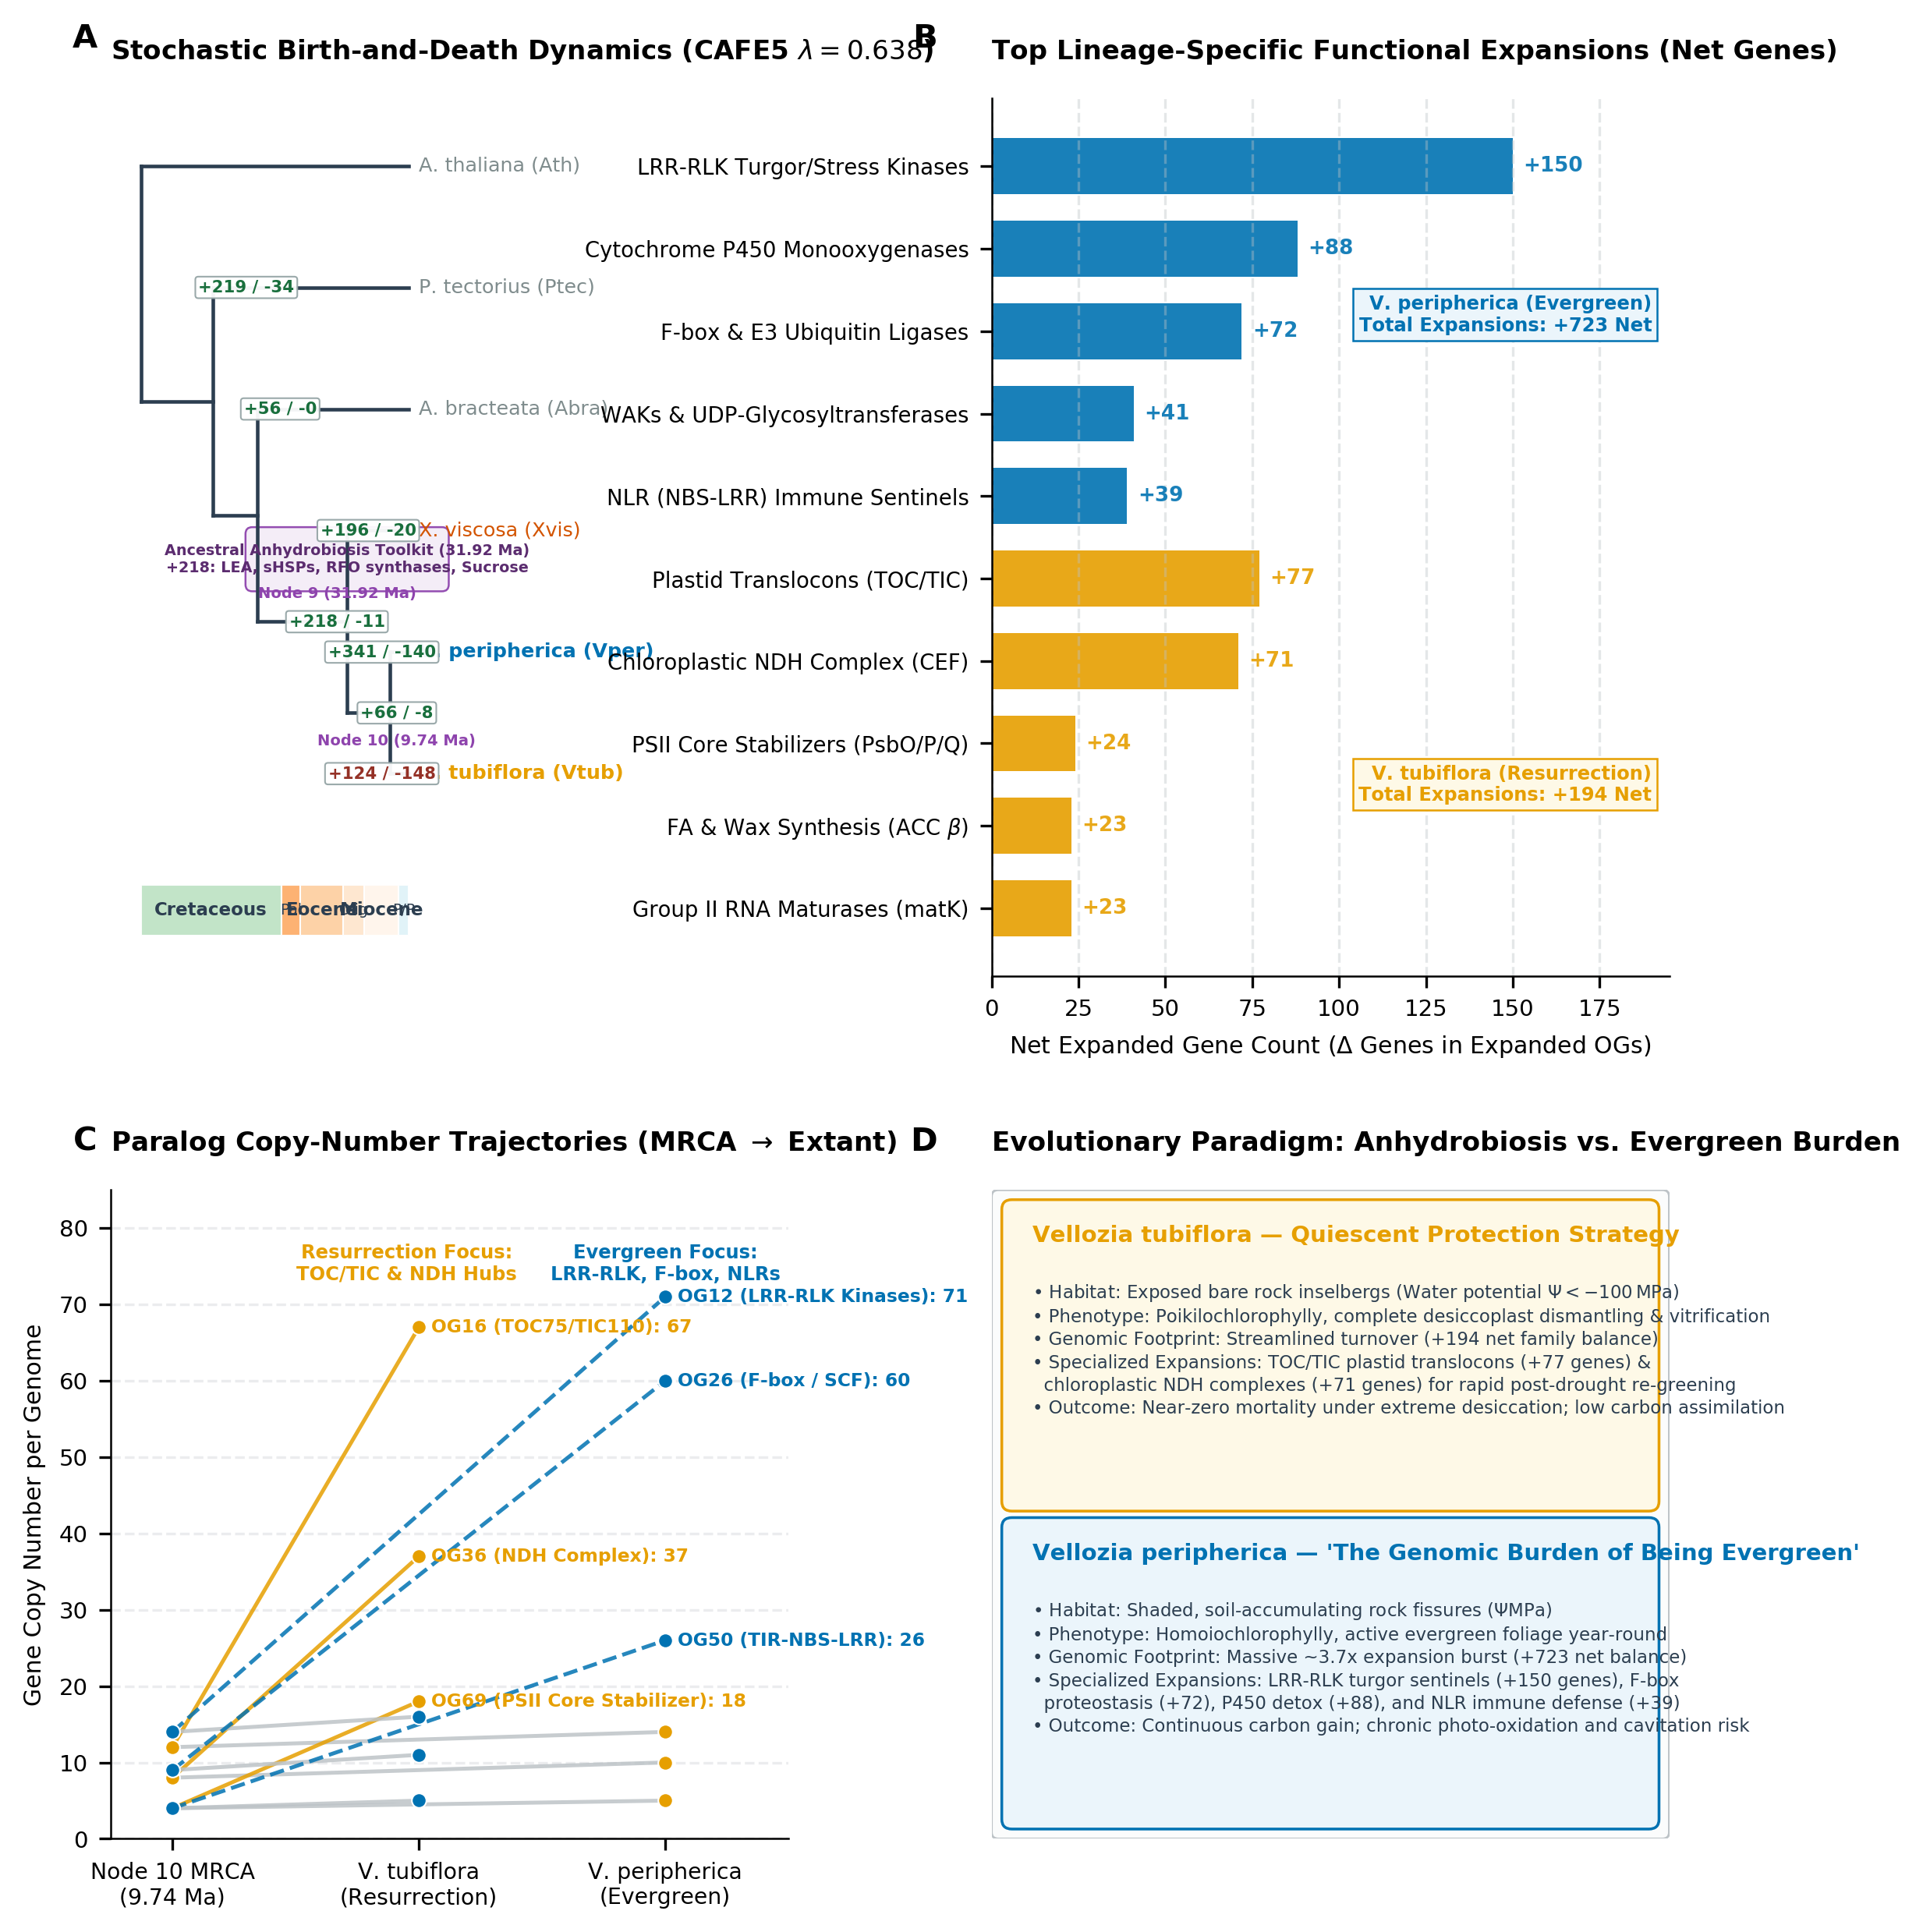 A
Stochastic Birth-and-Death Dynamics (CAFE5 λ = 0.638)
A. thaliana (Ath)
+219 / -34
P. tectorius (Ptec)
+56 / -0
A. bracteata (Abra)
+196 / -20
X. viscosa (Xvis)
Ancestral Anhydrobiosis Toolkit (31.92 Ma)
+218: LEA, sHSPs, RFO synthases, Sucrose
Node 9 (31.92 Ma)
+218 / -11
+341 / -140
peripherica (Vper)
+66 / -8
Node 10 (9.74 Ma)
+124 / -148
tubiflora (Vtub)
Cretaceous
Eocene
Miocene
B
Top Lineage-Specific Functional Expansions (Net Genes)
LRR-RLK Turgor/Stress Kinases
+150
Cytochrome P450 Monooxygenases
+88
F-box & E3 Ubiquitin Ligases
+72
WAKs & UDP-Glycosyltransferases
+41
NLR (NBS-LRR) Immune Sentinels
+39
Plastid Translocons (TOC/TIC)
+77
Chloroplastic NDH Complex (CEF)
+71
PSII Core Stabilizers (PsbO/P/Q)
+24
FA & Wax Synthesis (ACC β)
+23
Group II RNA Maturases (matK)
+23
V. peripherica (Evergreen)
Total Expansions: +723 Net
V. tubiflora (Resurrection)
Total Expansions: +194 Net
0 25 50 75 100 125 150 175
Net Expanded Gene Count (Δ Genes in Expanded OGs)
C
Paralog Copy-Number Trajectories (MRCA → Extant)
Gene Copy Number per Genome
80
70
60
50
40
30
20
10
0
Resurrection Focus:
TOC/TIC & NDH Hubs
Evergreen Focus:
LRR-RLK, F-box, NLRs
OG12 (LRR-RLK Kinases): 71
OG16 (TOC75/TIC110): 67
OG26 (F-box / SCF): 60
OG36 (NDH Complex): 37
OG50 (TIR-NBS-LRR): 26
OG69 (PSII Core Stabilizer): 18
Node 10 MRCA
(9.74 Ma)
V. tubiflora
(Resurrection)
V. peripherica
(Evergreen)
D
Evolutionary Paradigm: Anhydrobiosis vs. Evergreen Burden
Vellozia tubiflora — Quiescent Protection Strategy
• Habitat: Exposed bare rock inselbergs (Water potential Ψ < −100 MPa)
• Phenotype: Poikilochlorophylly, complete desiccoplast dismantling & vitrification
• Genomic Footprint: Streamlined turnover (+194 net family balance)
• Specialized Expansions: TOC/TIC plastid translocons (+77 genes) &
chloroplastic NDH complexes (+71 genes) for rapid post-drought re-greening
• Outcome: Near-zero mortality under extreme desiccation; low carbon assimilation
Vellozia peripherica — 'The Genomic Burden of Being Evergreen'
• Habitat: Shaded, soil-accumulating rock fissures (ΨMPa)
• Phenotype: Homoiochlorophylly, active evergreen foliage year-round
• Genomic Footprint: Massive ~3.7x expansion burst (+723 net balance)
• Specialized Expansions: LRR-RLK turgor sentinels (+150 genes), F-box
proteostasis (+72), P450 detox (+88), and NLR immune defense (+39)
• Outcome: Continuous carbon gain; chronic photo-oxidation and cavitation risk